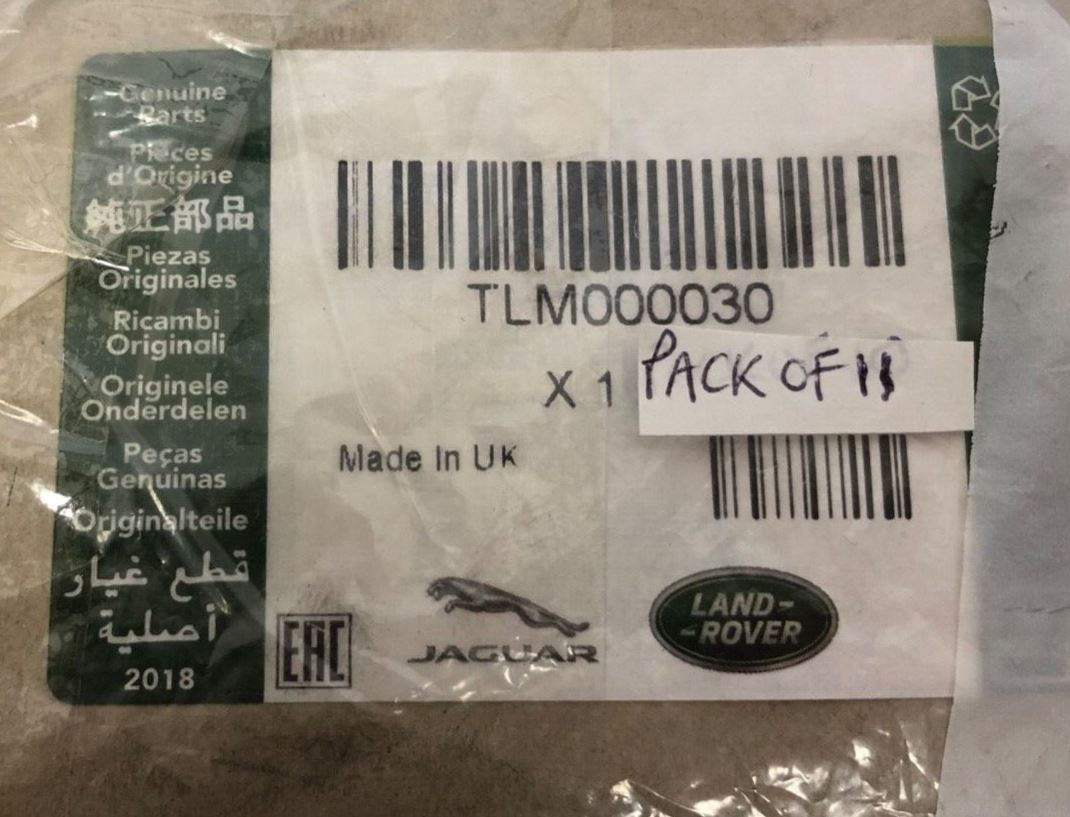 Genuine
Parts
Pièces
d'Origine
純正部品
Piezas
Originales
Ricambi
Originali
Originele
Onderdelen
Peças
Genuinas
Originalteile
قطع غيار
أصلية
2018
TLM000030
X 1
PACK OF 11
Made In UK
EAC
JAGUAR
LAND-
-ROVER